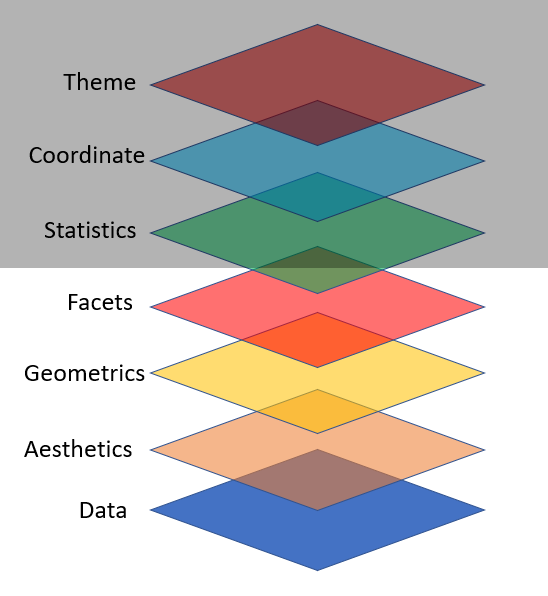 Theme
Coordinate
Statistics
Facets
Geometrics
Aesthetics
Data